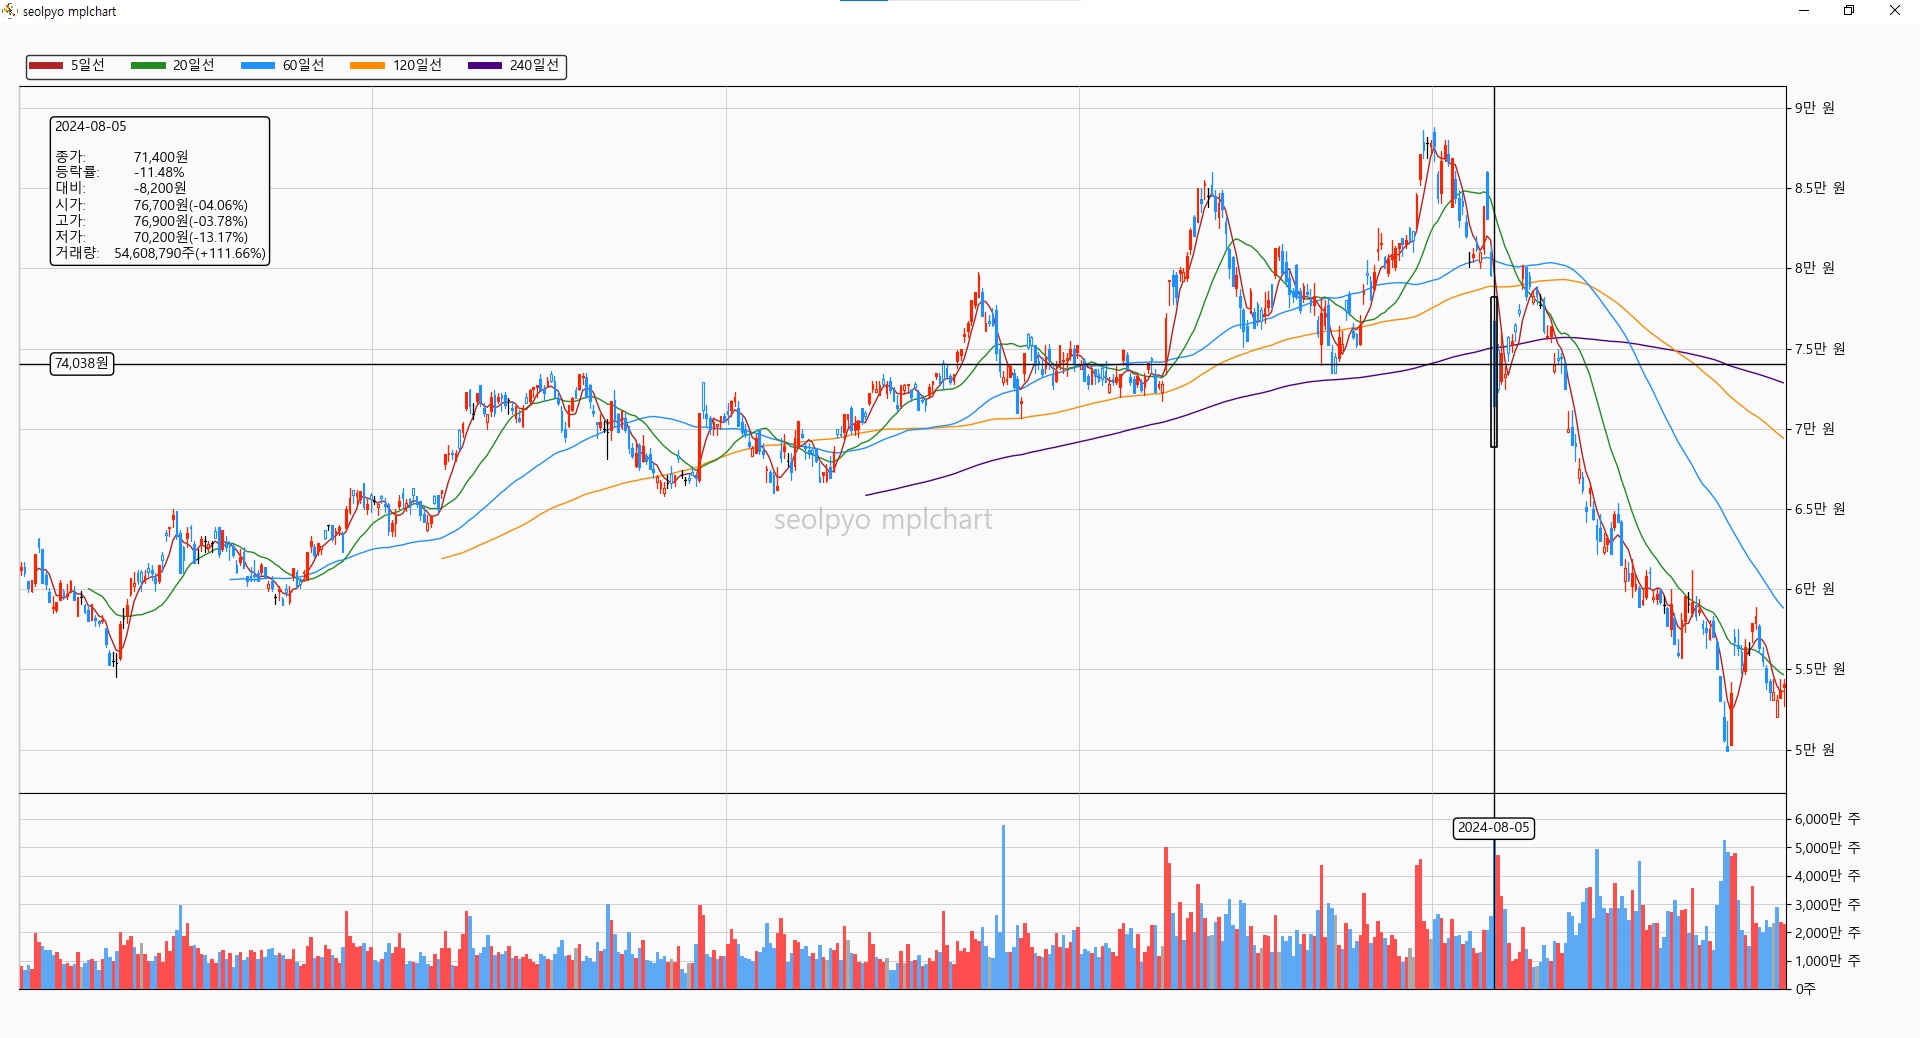 seolpyo mplchart
5일선 20일선 60일선 120일선 240일선
2024-08-05
종가: 71,400원
등락률: -11.48%
대비: -8,200원
시가: 76,700원(-04.06%)
고가: 76,900원(-03.78%)
저가: 70,200원(-13.17%)
거래량: 54,608,790주(+111.66%)
9만 원
8.5만 원
8만 원
7.5만 원
74,038원
7만 원
6.5만 원
seolpyo mplchart
6만 원
5.5만 원
5만 원
2024-08-05
6,000만 주
5,000만 주
4,000만 주
3,000만 주
2,000만 주
1,000만 주
0주